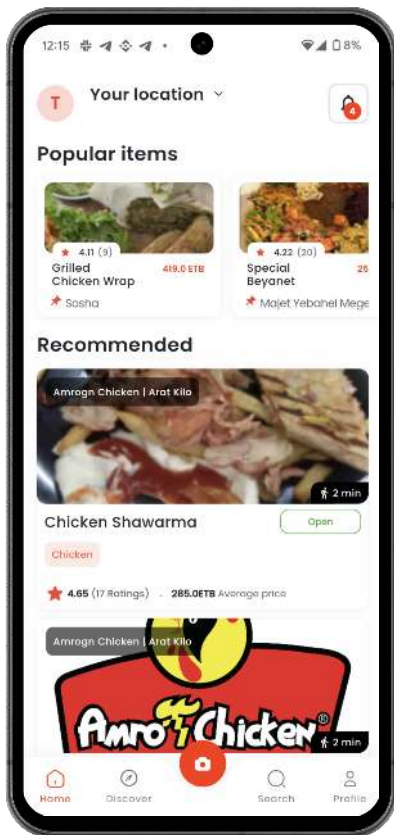 12:15
8%
T
Your location
4
Popular items
4.11 (9)
Grilled
Chicken Wrap
419.0 ETB
Sosha
4.22 (20)
Special
Beyanet
25
Majet Yebahel Mege
Recommended
Amrogn Chicken | Arat Kilo
2 min
Chicken Shawarma
Open
Chicken
4.65 (17 Ratings) . 285.0ETB Average price
Amrogn Chicken | Arat Kilo
Amro Chicken®
2 min
Home
Discover
Search
Profile